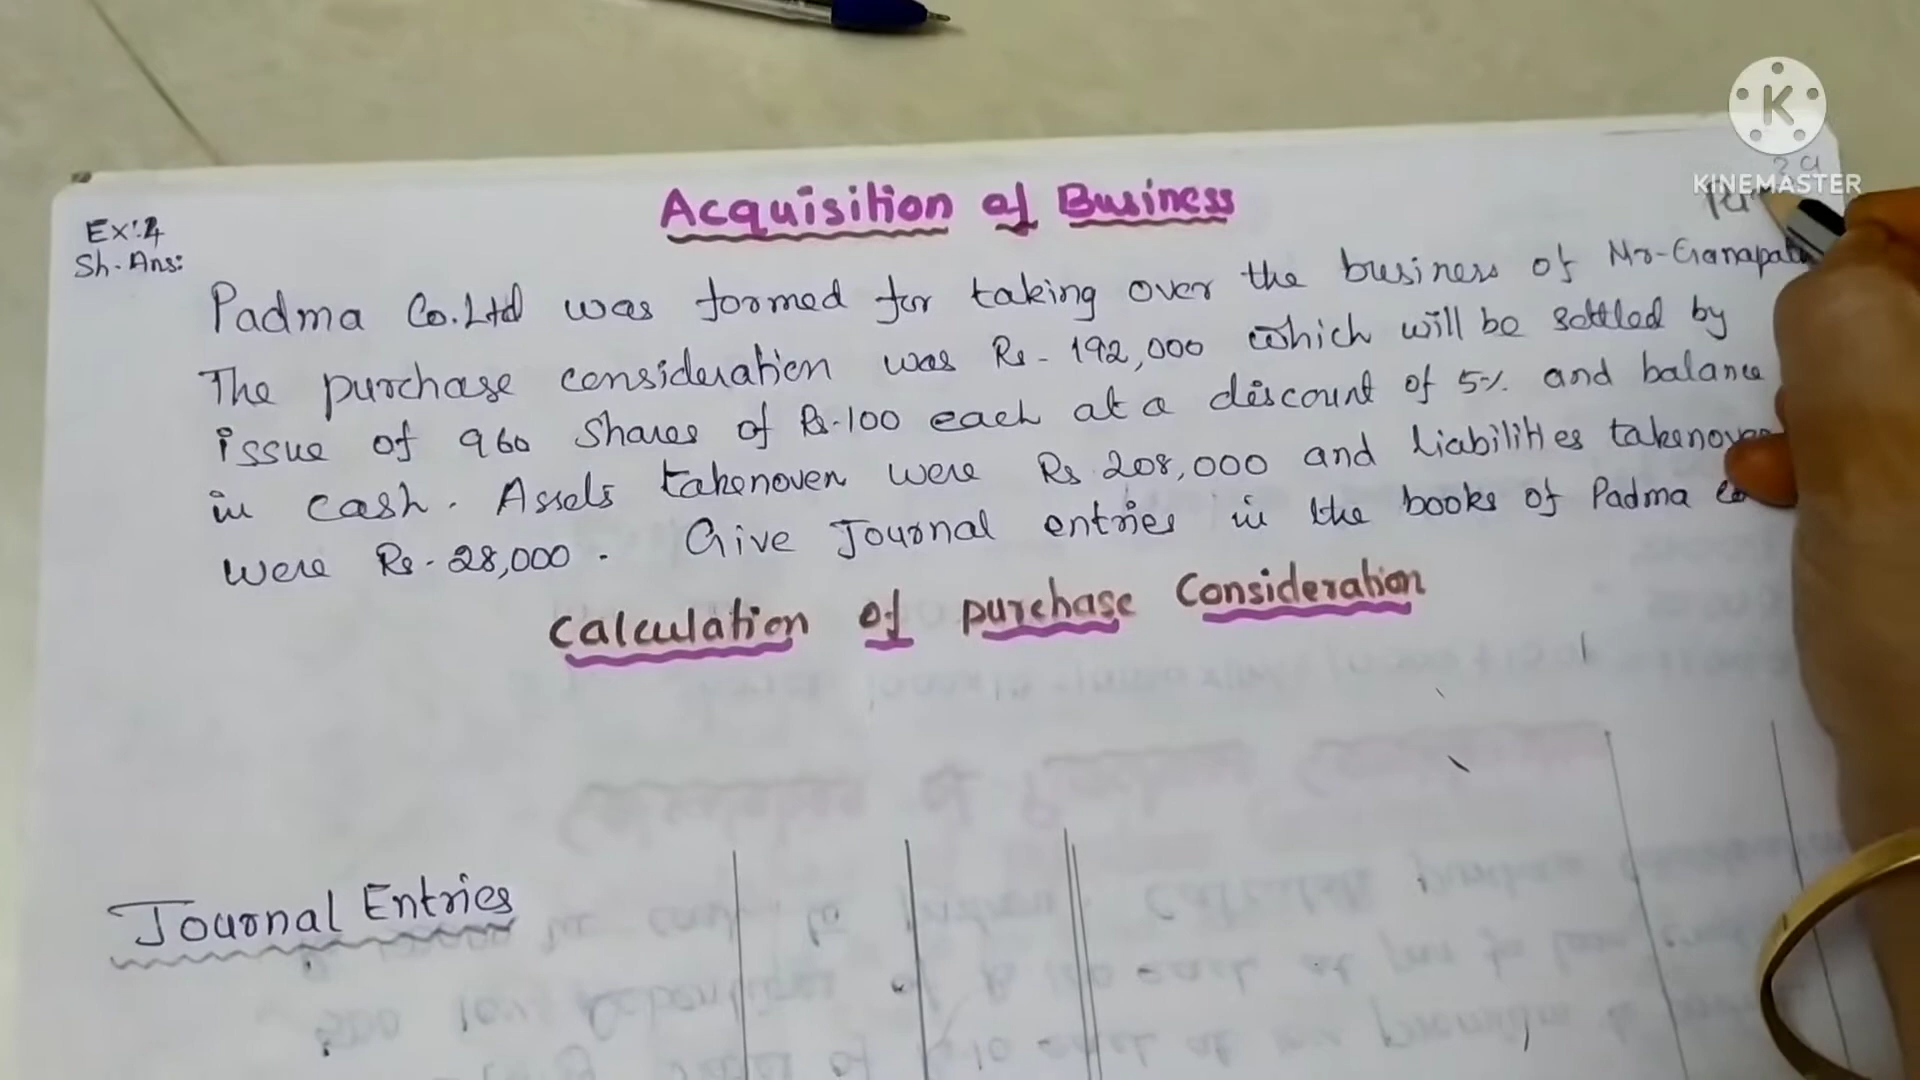 KINEMASTER
Acquisition of Business
Ex:4
Sh. Ans:
Padma Co. Ltd was formed for taking over the business of Mr-Ganapa
The purchase consideration was Rs - 192,000 which will be settled by
issue of 960 Shares of Rs.100 each at a discount of 5% and balance
in cash. Assets takenover were Rs 208,000 and liabilities takenover
were Rs - 28,000. Give Journal entries in the books of Padma
Calculation of purchase Consideration
Journal Entries